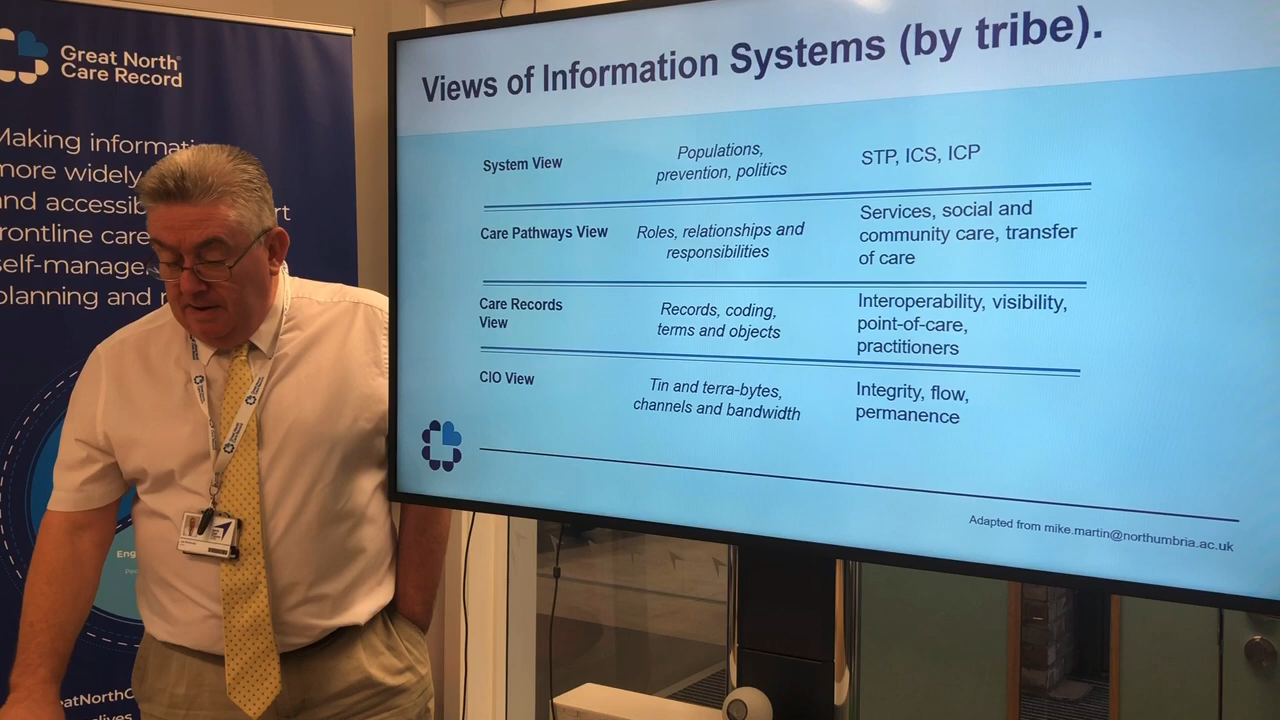 Great North
Care Record
Making informati
more widely
and accessib
rt
frontline care
self-manage
planning and
Eng
eatNorthC
Views of Information Systems (by tribe).
System View
Populations,
prevention, politics
STP, ICS, ICP
Care Pathways View
Roles, relationships and
responsibilities
Services, social and
community care, transfer
of care
Care Records
View
Records, coding,
terms and objects
Interoperability, visibility,
point-of-care,
practitioners
CIO View
Tin and terra-bytes,
channels and bandwidth
Integrity, flow,
permanence
Adapted from mike.martin@northumbria.ac.uk